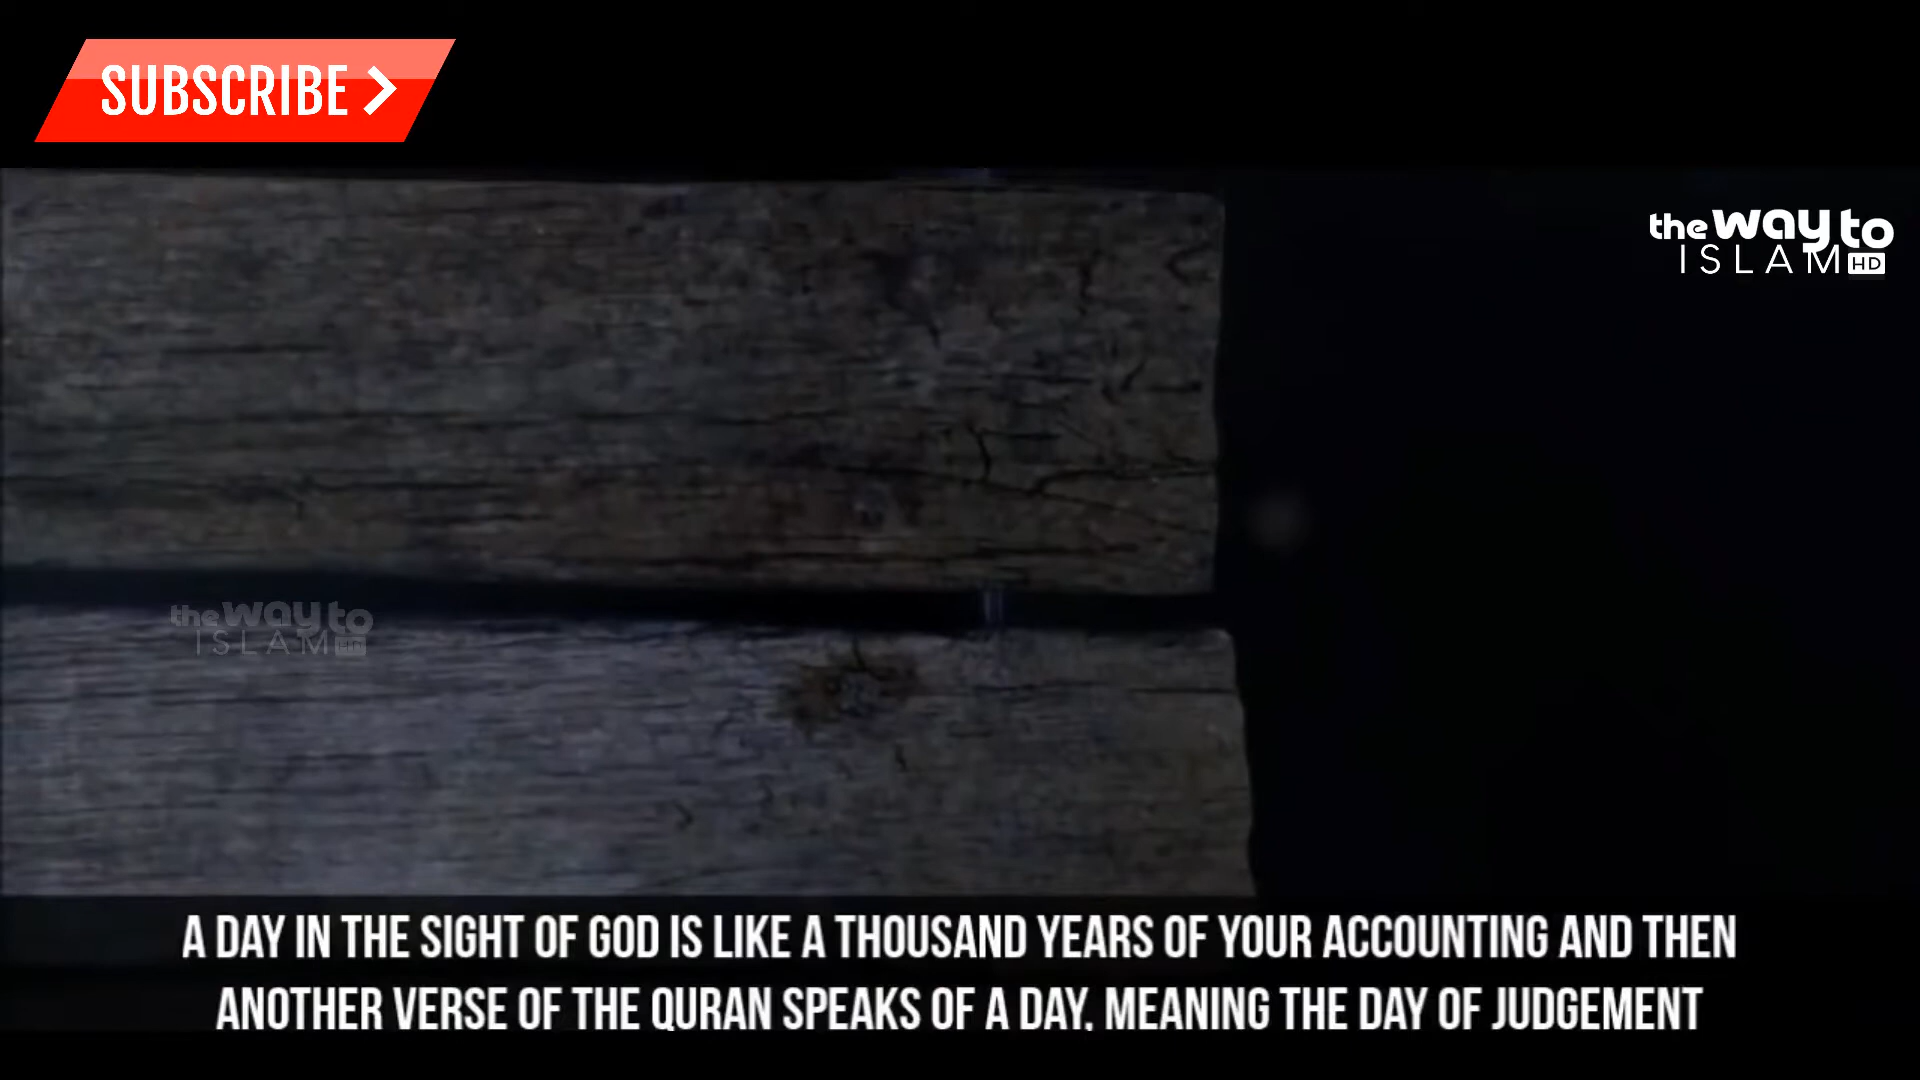 SUBSCRIBE
the way to
ISLAM HD
the way to
ISLAM HD
A DAY IN THE SIGHT OF GOD IS LIKE A THOUSAND YEARS OF YOUR ACCOUNTING AND THEN
ANOTHER VERSE OF THE QURAN SPEAKS OF A DAY, MEANING THE DAY OF JUDGEMENT